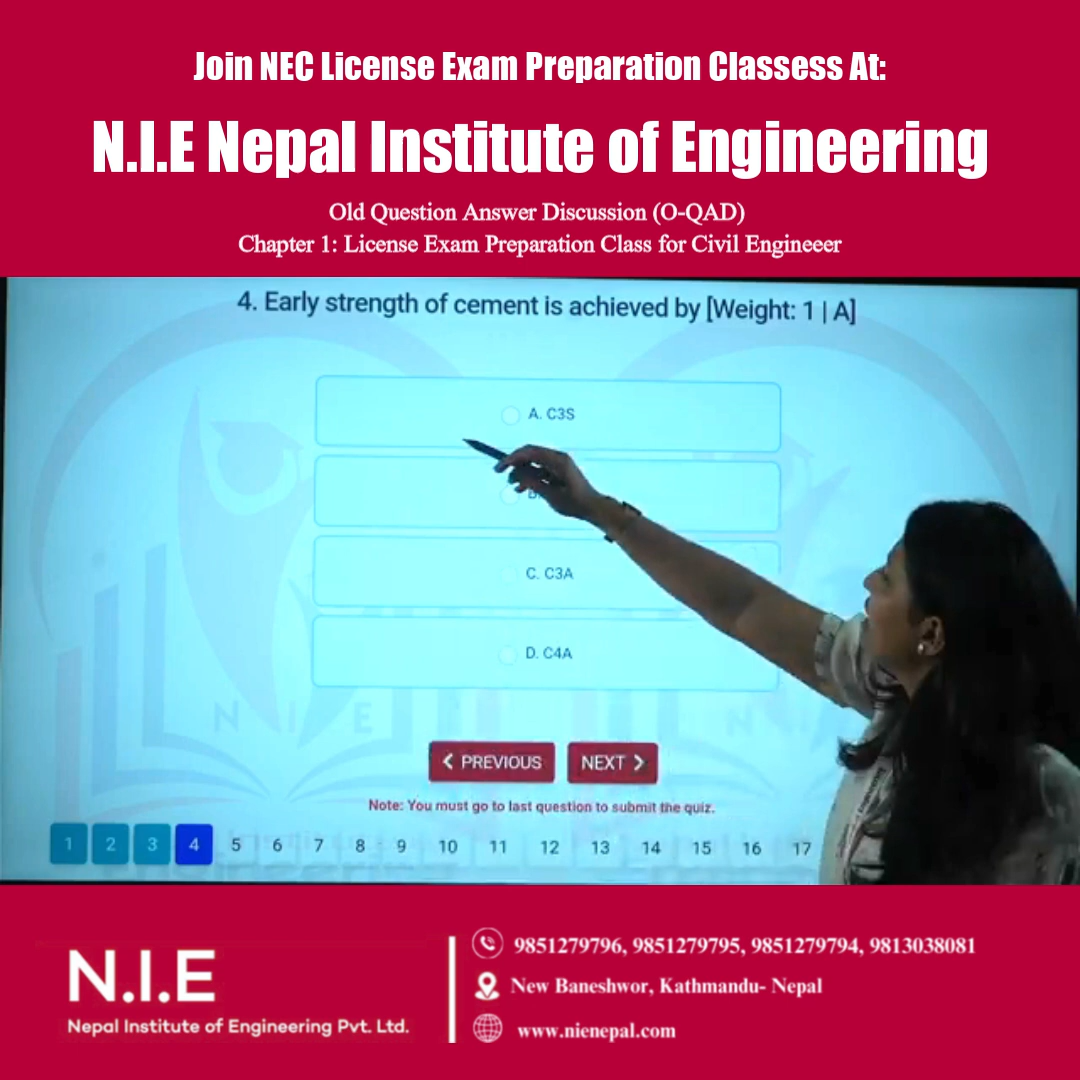 Join NEC License Exam Preparation Classess At:
N.I.E Nepal Institute of Engineering
Old Question Answer Discussion (O-QAD)
Chapter 1: License Exam Preparation Class for Civil Engineeer
4. Early strength of cement is achieved by [Weight: 1 | A]
A. C3S
B.
C. C3A
D. C4A
N I E
N I
PREVIOUS NEXT
Note: You must go to last question to submit the quiz.
1 2 3 4 5 6 7 8 9 10 11 12 13 14 15 16 17
N.I.E
Nepal Institute of Engineering Pvt. Ltd.
9851279796, 9851279795, 9851279794, 9813038081
New Baneshwor, Kathmandu- Nepal
www.nienepal.com